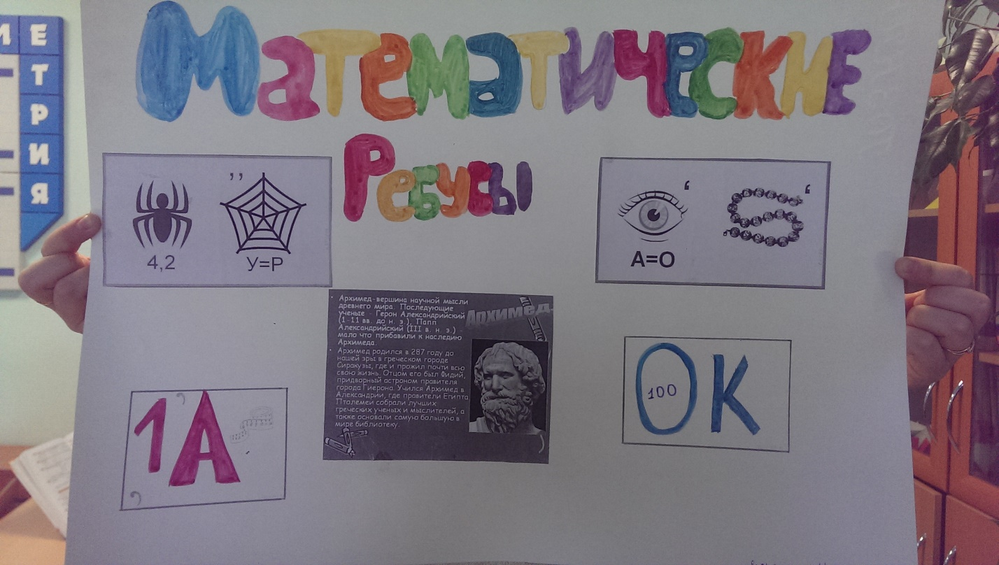 И
Е
Т
Р
И
Я
Математические
Ребусы
,,
4,2
У=Р
‘
‘
А=О
Архимед
• Архимед-вершина научной мысли
древнего мира. Последующие
ученые - Герон Александрийский
(1-11 вв. до н. э.), Папп
Александрийский (III в. н. э.) -
мало что прибавили к наследию
Архимеда.
• Архимед родился в 287 году до
нашей эры в греческом городе
Сиракузы, где и прожил почти всю
свою жизнь. Отцом его был Фидий,
придворный астроном правителя
города Гиерона. Учился Архимед в
Александрии, где правители Египта
Птолемеи собрали лучших
греческих ученых и мыслителей, а
также основали самую большую в
мире библиотеку.
1А
ОК
100